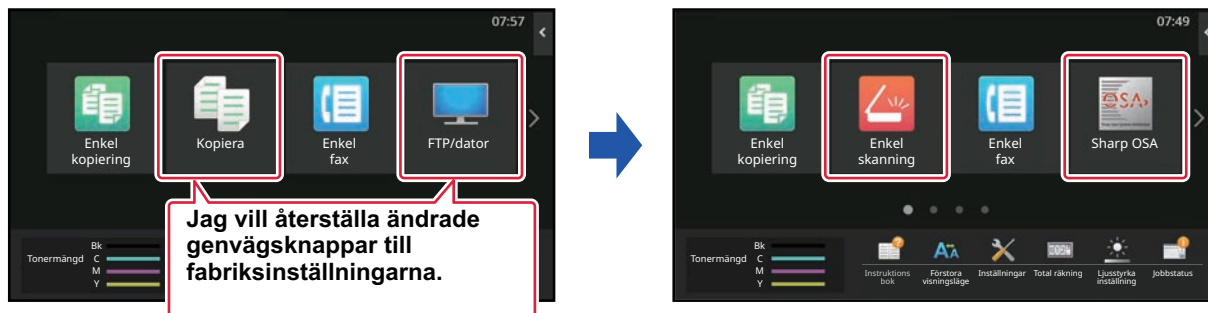 07:57
Enkel
kopiering
Kopiera
Enkel
fax
FTP/dator
Jag vill återställa ändrade
genvägsknappar till
fabriksinställningarna.
Tonermängd
Bk
C
M
Y
07:49
Enkel
kopiering
Enkel
skanning
Enkel
fax
OSA
Sharp OSA
Tonermängd
Bk
C
M
Y
Instruktions
bok
Förstora
visningsläge
Inställningar
Total räkning
Ljusstyrka
inställning
Jobbstatus